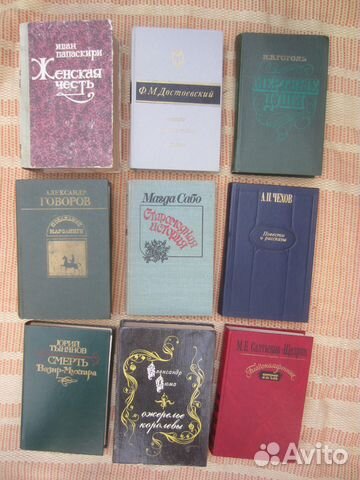 иван папаскири
Женская
честь
Ф.М. Достоевский
Н.В.ГОГОЛЬ
МЕРТВЫЕ
ДУШИ
АЛЕКСАНДР
ГОВОРОВ
Магда Сабо
Старомодная
история
А.П. ЧЕХОВ
Повести
и рассказы
ЮРИЙ
ТЫНЯНОВ
СМЕРТЬ
Вазир-Мухтара
Александр
Дюма
ожерелье
королевы
М.Е. Салтыков-Щедрин
Avito